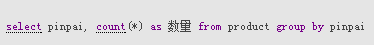 select pinpai, count(*) as 数量 from product group by pinpai